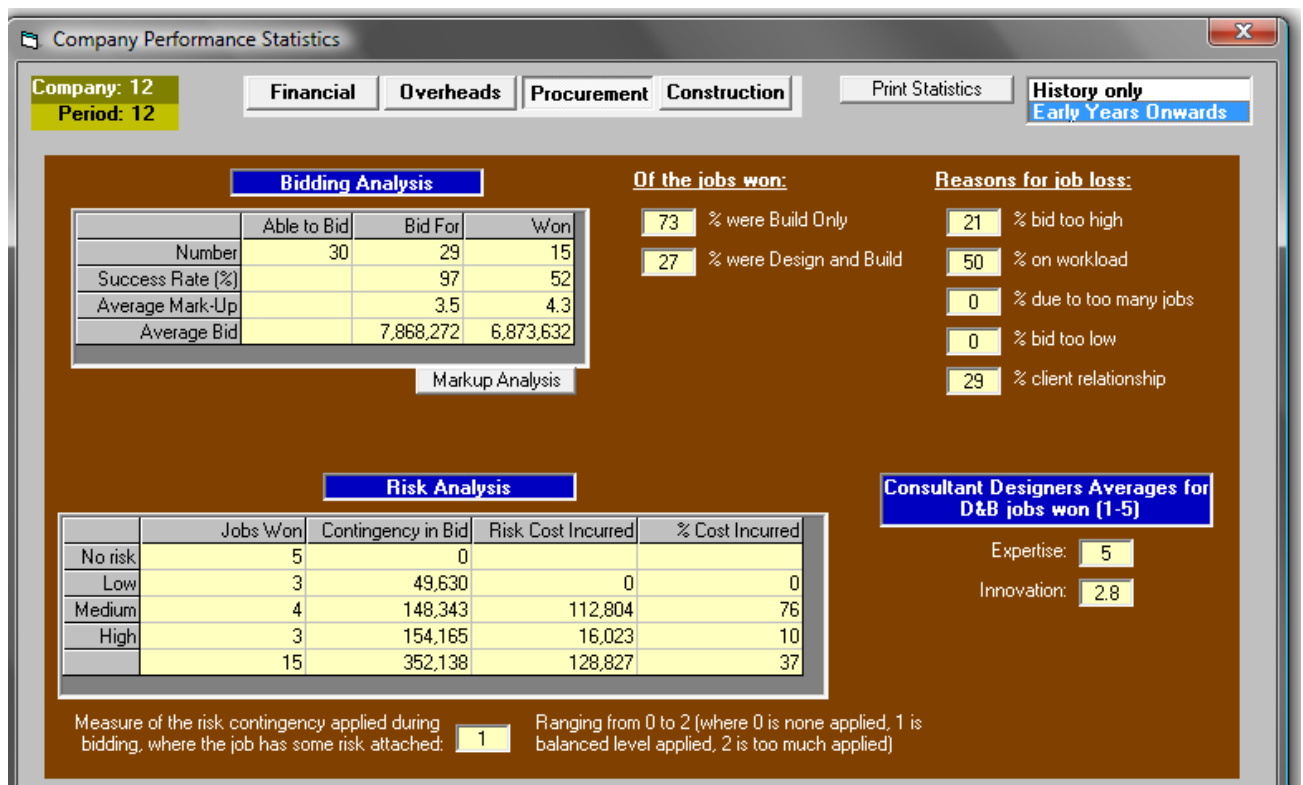 Company Performance Statistics
X
Company: 12
Period: 12
Financial Overheads Procurement Construction
Print Statistics
History only
Early Years Onwards
Bidding Analysis
Able to Bid Bid For Won
Number 30 29 15
Success Rate (%) 97 52
Average Mark-Up 3.5 4.3
Average Bid 7,868,272 6,873,632
Markup Analysis
Of the jobs won:
73 % were Build Only
27 % were Design and Build
Reasons for job loss:
21 % bid too high
50 % on workload
0 % due to too many jobs
0 % bid too low
29 % client relationship
Risk Analysis
Jobs Won Contingency in Bid Risk Cost Incurred % Cost Incurred
No risk 5 0
Low 3 49,630 0 0
Medium 4 148,343 112,804 76
High 3 154,165 16,023 10
15 352,138 128,827 37
Consultant Designers Averages for
D&B jobs won (1-5)
Expertise: 5
Innovation: 2.8
Measure of the risk contingency applied during
bidding, where the job has some risk attached: 1
Ranging from 0 to 2 (where 0 is none applied, 1 is
balanced level applied, 2 is too much applied)